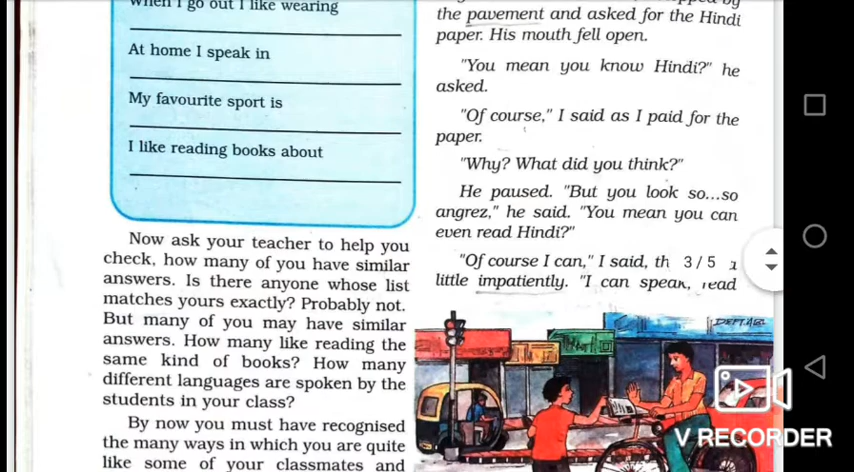 When I go out I like wearing
At home I speak in
My favourite sport is
I like reading books about
Now ask your teacher to help you
check, how many of you have similar
answers. Is there anyone whose list
matches yours exactly? Probably not.
But many of you may have similar
answers. How many like reading the
same kind of books? How many
different languages are spoken by the
students in your class?
By now you must have recognised
the many ways in which you are quite
like some of your classmates and
by
the pavement and asked for the Hindi
paper. His mouth fell open.
"You mean you know Hindi?" he
asked.
"Of course," I said as I paid for the
paper.
"Why? What did you think?"
He paused. "But you look so...so
angrez," he said. "You mean you can
even read Hindi?"
"Of course I can," I said, th
little impatiently. "I can speak, read
3 / 5
V RECORDER